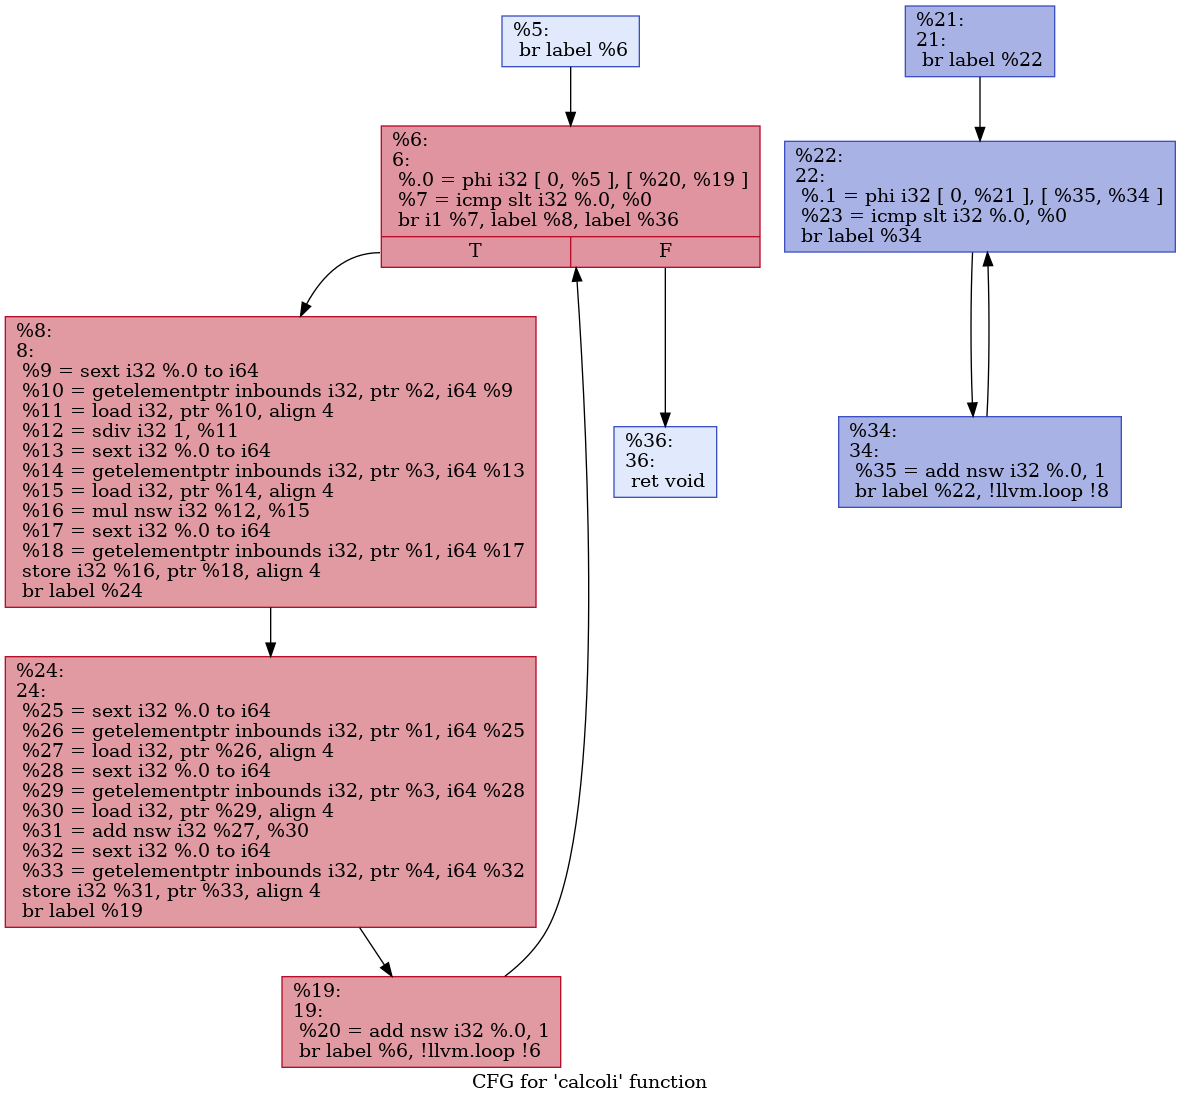 %5:
br label %6
%6:
6:
%.0 = phi i32 [ 0, %5 ], [ %20, %19 ]
%7 = icmp slt i32 %.0, %0
br i1 %7, label %8, label %36
T
F
%8:
8:
%9 = sext i32 %.0 to i64
%10 = getelementptr inbounds i32, ptr %2, i64 %9
%11 = load i32, ptr %10, align 4
%12 = sdiv i32 1, %11
%13 = sext i32 %.0 to i64
%14 = getelementptr inbounds i32, ptr %3, i64 %13
%15 = load i32, ptr %14, align 4
%16 = mul nsw i32 %12, %15
%17 = sext i32 %.0 to i64
%18 = getelementptr inbounds i32, ptr %1, i64 %17
store i32 %16, ptr %18, align 4
br label %24
%24:
24:
%25 = sext i32 %.0 to i64
%26 = getelementptr inbounds i32, ptr %1, i64 %25
%27 = load i32, ptr %26, align 4
%28 = sext i32 %.0 to i64
%29 = getelementptr inbounds i32, ptr %3, i64 %28
%30 = load i32, ptr %29, align 4
%31 = add nsw i32 %27, %30
%32 = sext i32 %.0 to i64
%33 = getelementptr inbounds i32, ptr %4, i64 %32
store i32 %31, ptr %33, align 4
br label %19
%19:
19:
%20 = add nsw i32 %.0, 1
br label %6, !llvm.loop !6
%36:
36:
ret void
%21:
21:
br label %22
%22:
22:
%.1 = phi i32 [ 0, %21 ], [ %35, %34 ]
%23 = icmp slt i32 %.0, %0
br label %34
%34:
34:
%35 = add nsw i32 %.0, 1
br label %22, !llvm.loop !8
CFG for 'calcoli' function